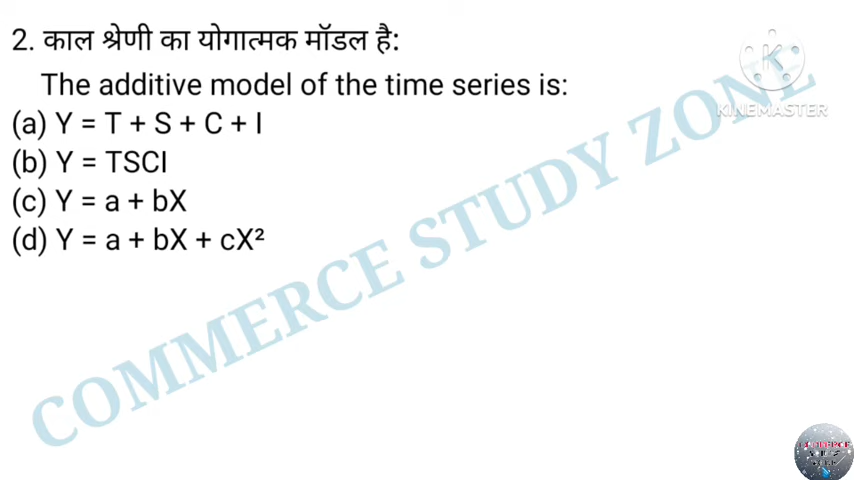 2. काल श्रेणी का योगात्मक मॉडल है:
The additive model of the time series is:
(a) Y = T + S + C + I
(b) Y = TSCI
(c) Y = a + bX
(d) Y = a + bX + cX²
COMMERCE STUDY ZONE
KINEMASTER